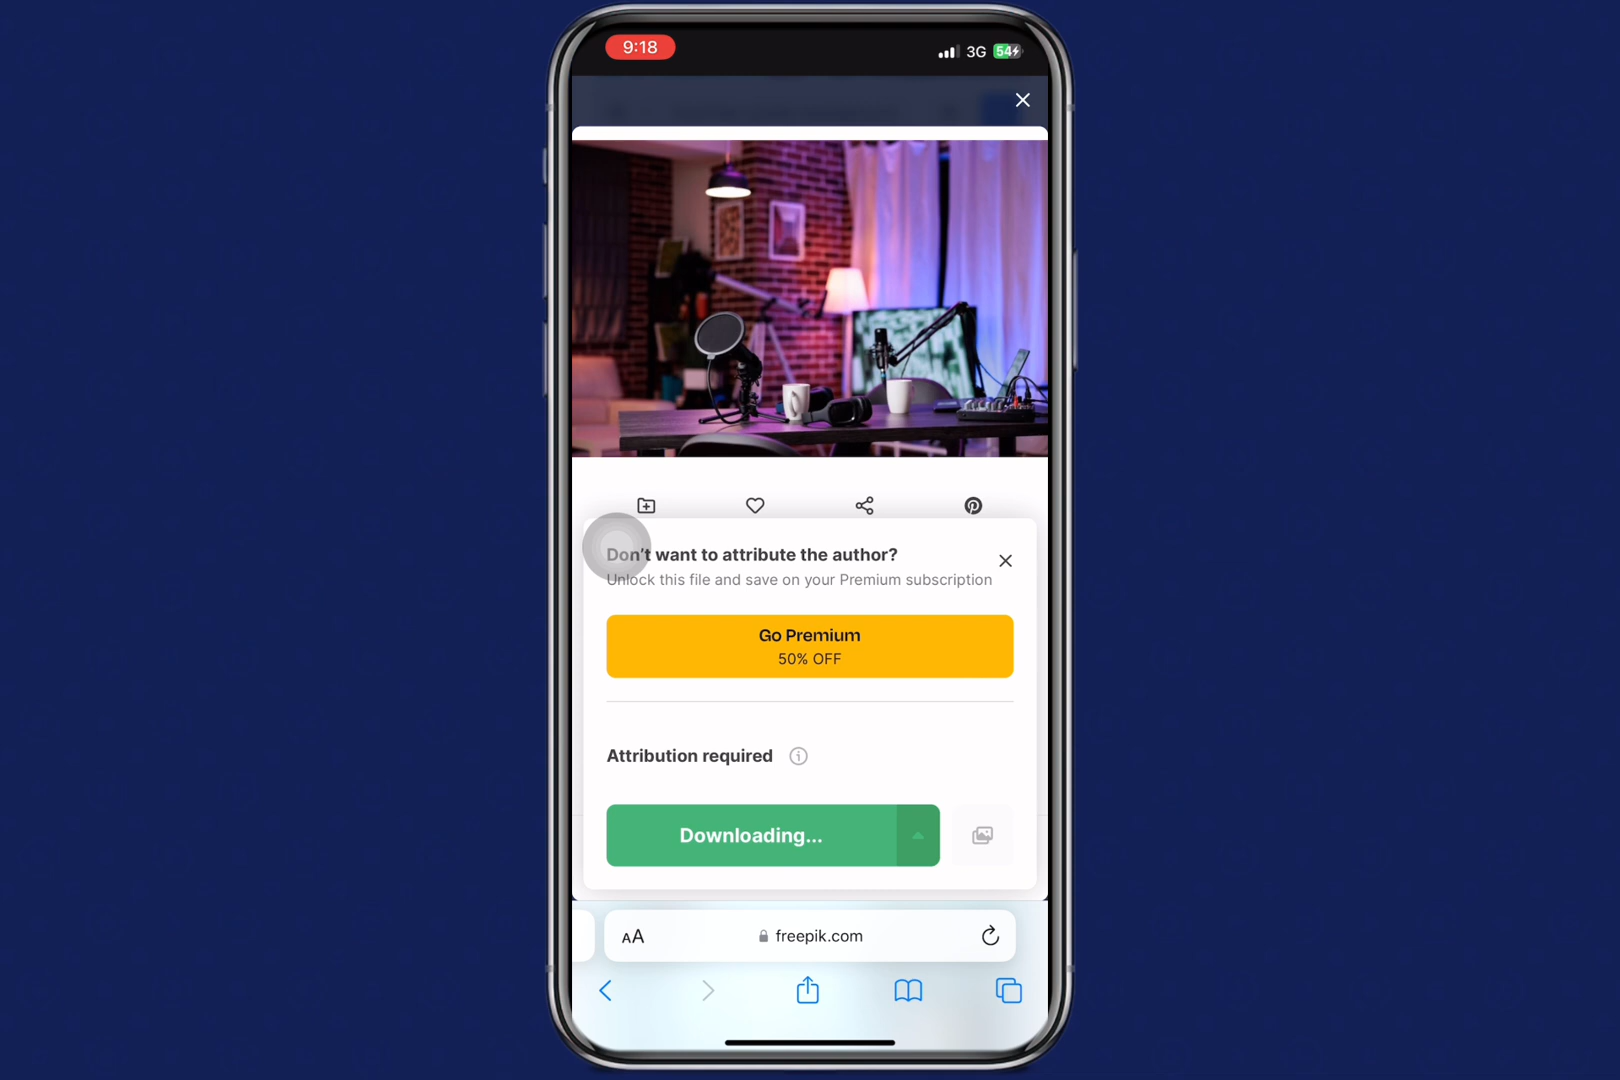 9:18
3G 54
Don't want to attribute the author?
Unlock this file and save on your Premium subscription
Go Premium
50% OFF
Attribution required
Downloading...
AA
freepik.com